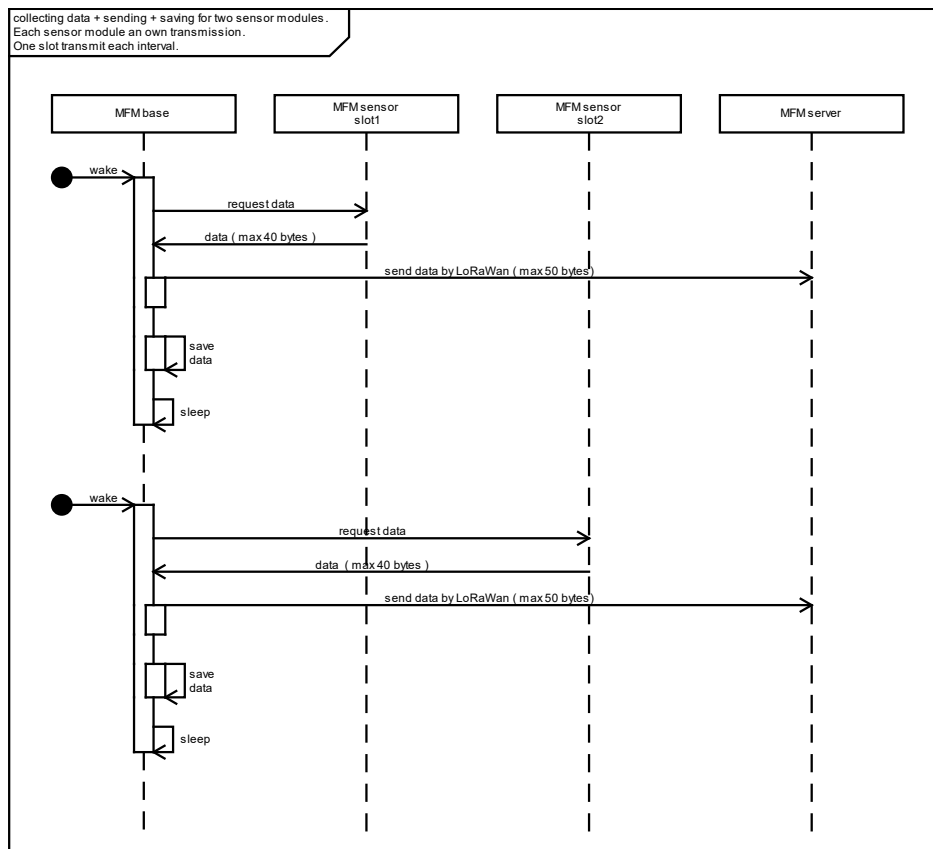 collecting data + sending + saving for two sensor modules.
Each sensor module an own transmission.
One slot transmit each interval.
MFM base
MFM sensor
slot1
MFM sensor
slot2
MFM server
wake
request data
data ( max 40 bytes )
send data by LoRaWan ( max 50 bytes)
save
data
sleep
wake
request data
data ( max 40 bytes )
send data by LoRaWan ( max 50 bytes)
save
data
sleep